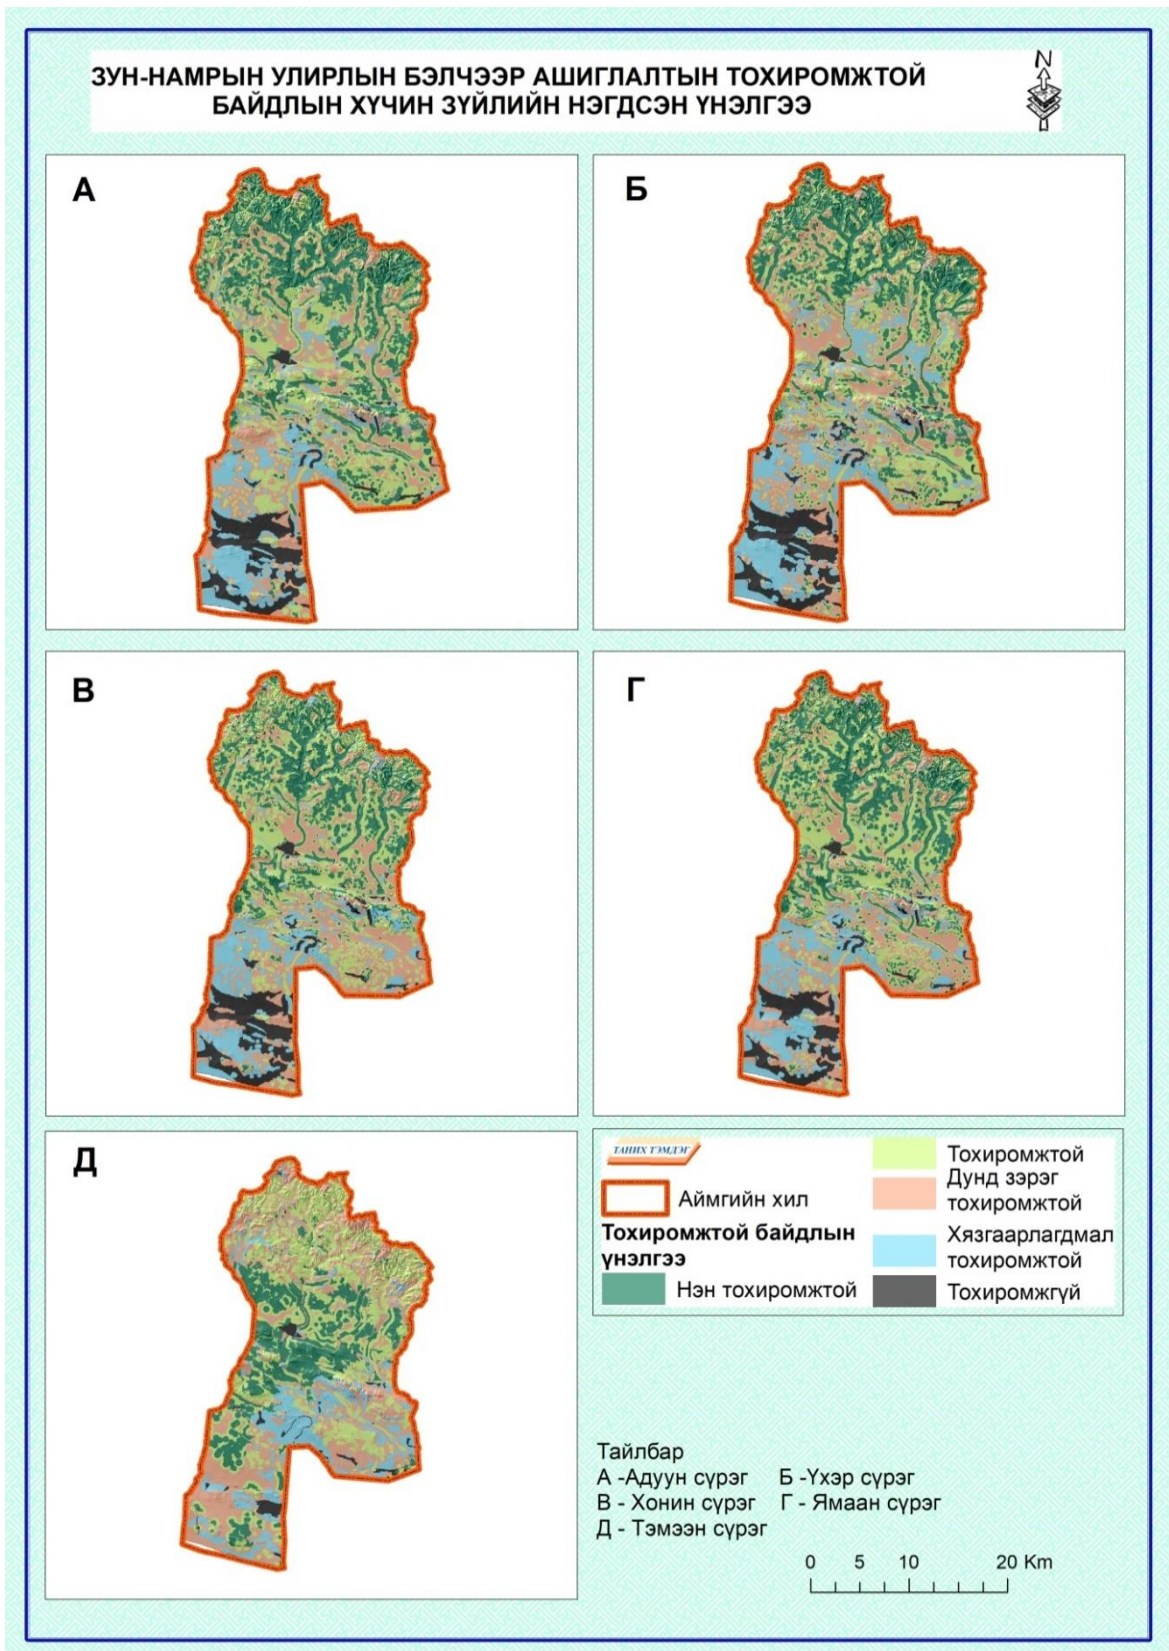 ЗУН-НАМРЫН УЛИРЛЫН БЭЛЧЭЭР АШИГЛАЛТЫН ТОХИРОМЖТОЙ
БАЙДЛЫН ХҮЧИН ЗҮЙЛИЙН НЭГДСЭН ҮНЭЛГЭЭ
N
А
Б
В
Г
Д
ТАНИХ ТЭМДЭГ
Аймгийн хил
Тохиромжтой байдлын
үнэлгээ
Нэн тохиромжтой
Тохиромжтой
Дунд зэрэг
тохиромжтой
Хязгаарлагдмал
тохиромжтой
Тохиромжгүй
Тайлбар
А -Адуун сүрэг Б -Үхэр сүрэг
В - Хонин сүрэг Г - Ямаан сүрэг
Д - Тэмээн сүрэг
0 5 10 20 Km